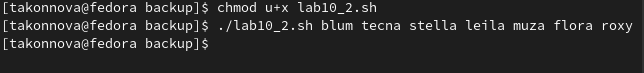 [takonnova@fedora backup]$ chmod u+x lab10_2.sh
[takonnova@fedora backup]$ ./lab10_2.sh blum tecna stella leila muza flora roxy
[takonnova@fedora backup]$